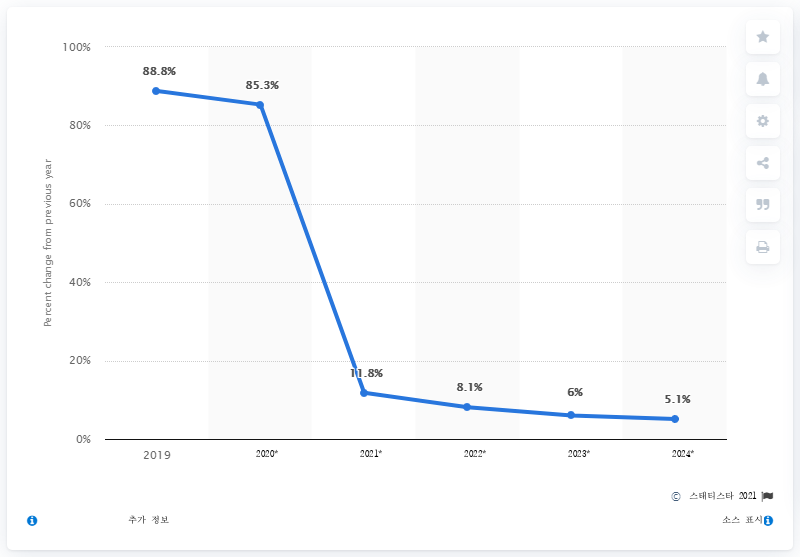 100%
88.8%
85.3%
80%
60%
40%
20%
11.8%
8.1%
6%
5.1%
0%
Percent change from previous year
2019 2020* 2021* 2022* 2023* 2024*
© 스태티스타 2021
추가 정보
소스 표시